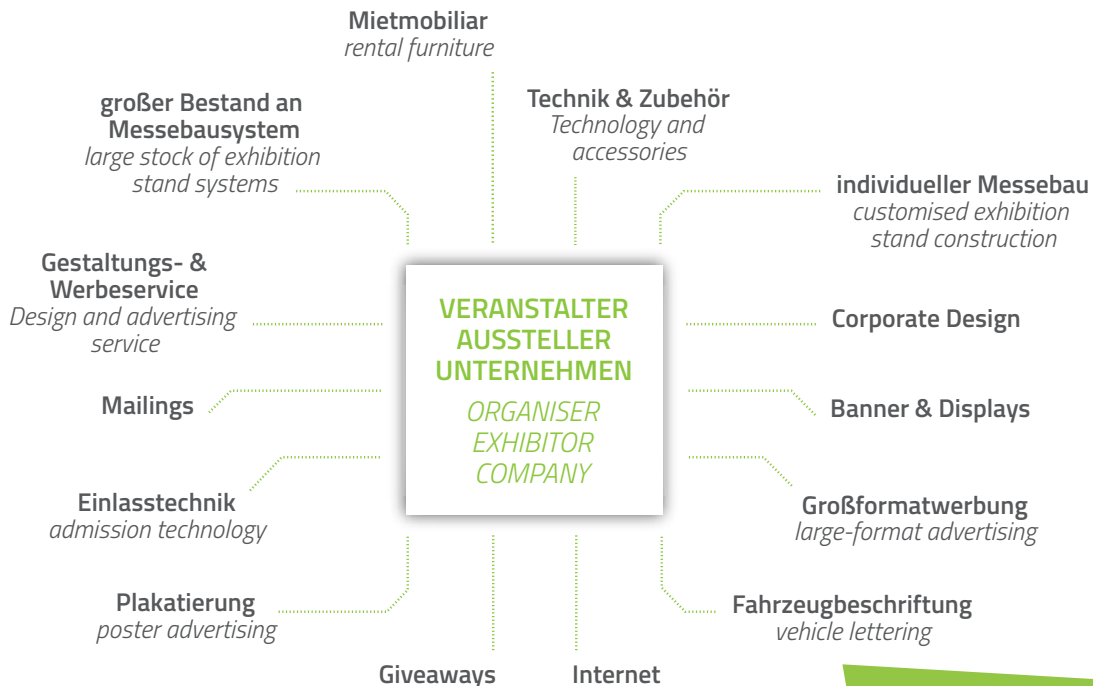 Mietmobiliar
rental furniture
großer Bestand an
Messebausystem
large stock of exhibition
stand systems
Technik & Zubehör
Technology and
accessories
individueller Messebau
customised exhibition
stand construction
Gestaltungs- &
Werbeservice
Design and advertising
service
VERANSTALTER
AUSSTELLER
UNTERNEHMEN
ORGANISER
EXHIBITOR
COMPANY
Corporate Design
Mailings
Banner & Displays
Einlasstechnik
admission technology
Großformatwerbung
large-format advertising
Plakatierung
poster advertising
Fahrzeugbeschriftung
vehicle lettering
Giveaways
Internet